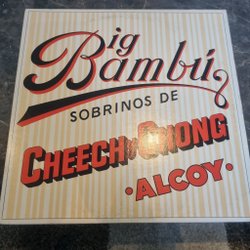 Big
Bambú
SOBRINOS DE
CHEECH y CHONG
·ALCOY·